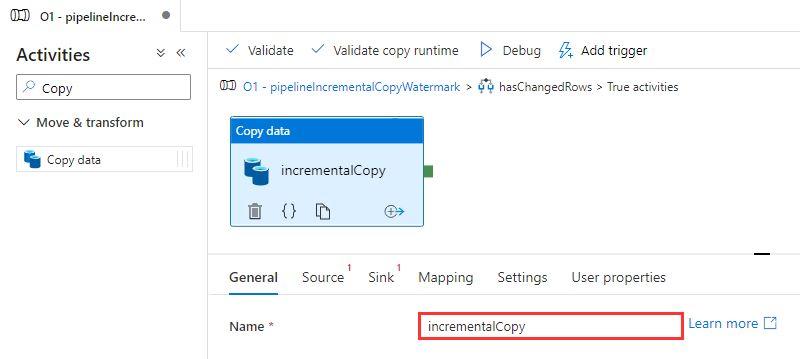 O1 - pipelineIncre...
Activities
Copy
Move & transform
Copy data
Validate
Validate copy runtime
Debug
Add trigger
O1 - pipelineIncrementalCopyWatermark > hasChangedRows > True activities
Copy data
incrementalCopy
{}
General
Source 1
Sink 1
Mapping
Settings
User properties
Name *
incrementalCopy
Learn more